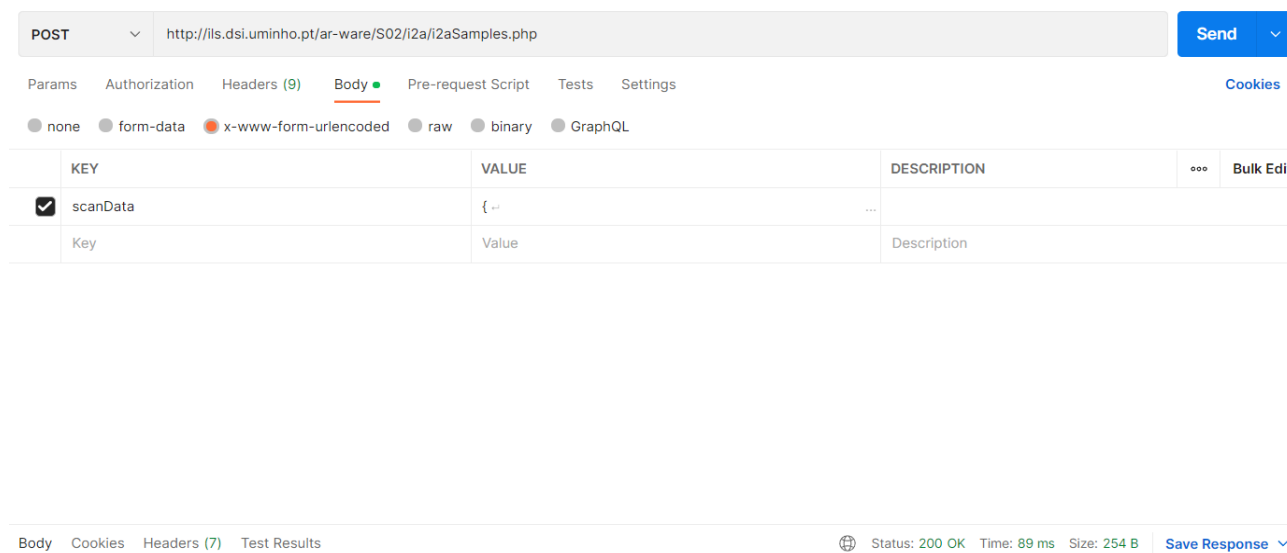 POST http://ils.dsi.uminho.pt/ar-ware/S02/i2a/i2aSamples.php Send
Params Authorization Headers (9) Body Pre-request Script Tests Settings Cookies
none form-data x-www-form-urlencoded raw binary GraphQL
KEY VALUE DESCRIPTION ooo Bulk Edi
scanData { ↵ ...
Key Value Description
Body Cookies Headers (7) Test Results Status: 200 OK Time: 89 ms Size: 254 B Save Response